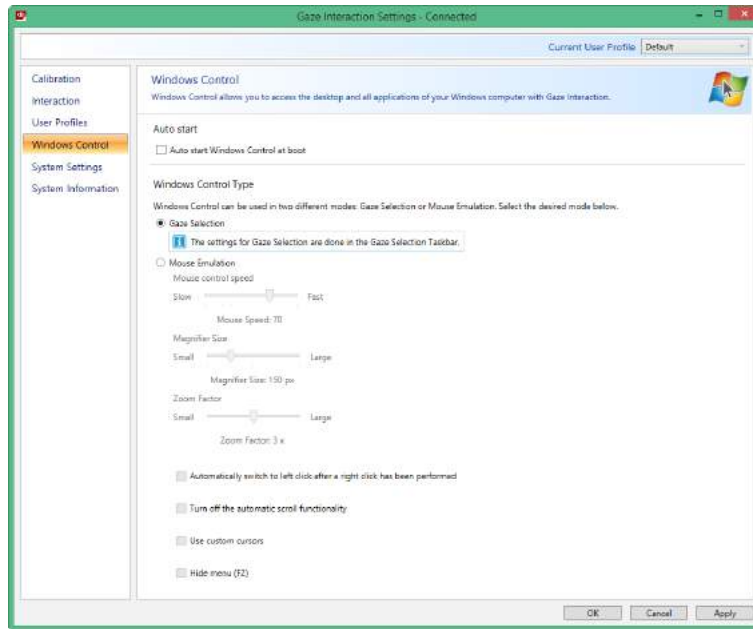 Gaze Interaction Settings - Connected
Current User Profile Default
Calibration
Interaction
User Profiles
Windows Control
System Settings
System Information
Windows Control
Windows Control allows you to access the desktop and all applications of your Windows computer with Gaze Interaction.
Auto start
Auto start Windows Control at boot
Windows Control Type
Windows Control can be used in two different modes: Gaze Selection or Mouse Emulation. Select the desired mode below.
Gaze Selection
The settings for Gaze Selection are done in the Gaze Selection Taskbar.
Mouse Emulation
Mouse control speed
Slow Fast
Mouse Speed: 70
Magnifier Size
Small Large
Magnifier Size: 150 px
Zoom Factor
Small Large
Zoom Factor: 3 x
Automatically switch to left click after a right click has been performed
Turn off the automatic scroll functionality
Use custom cursors
Hide menu (F2)
OK Cancel Apply